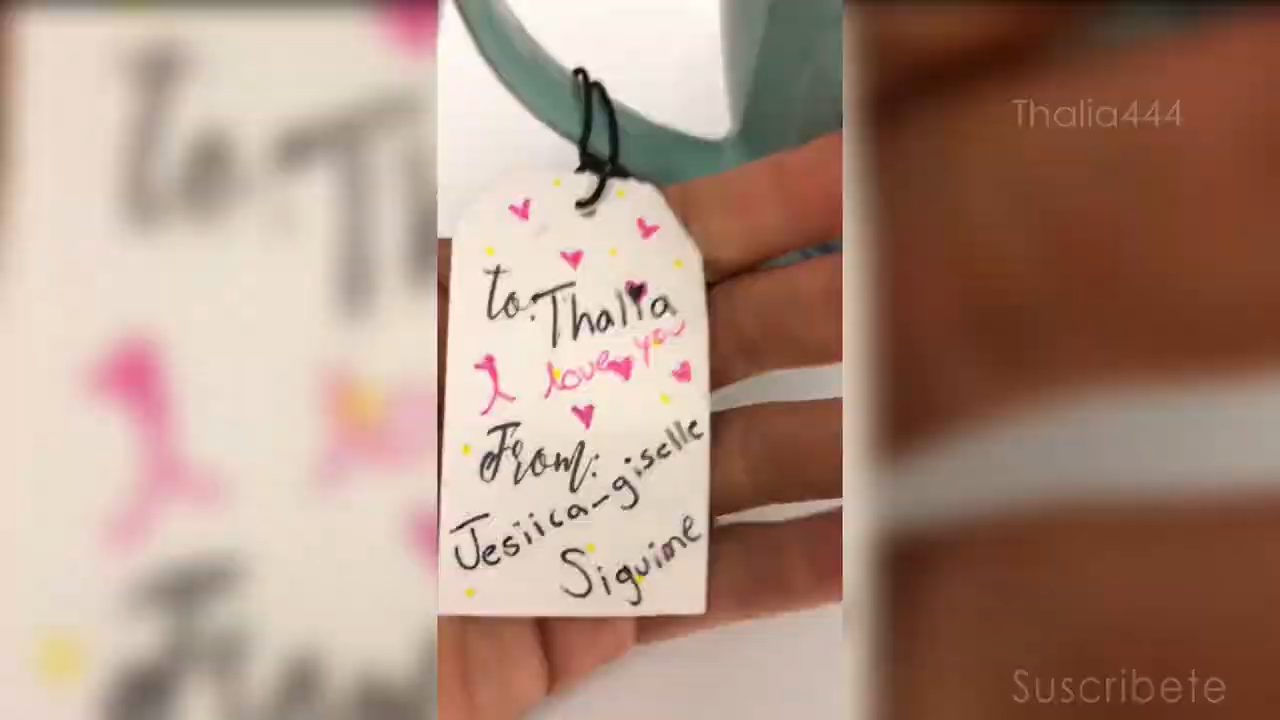 Thalia444
to: Thalia
I love you
From:
Jesiica-giselle
Siguime
Suscribete